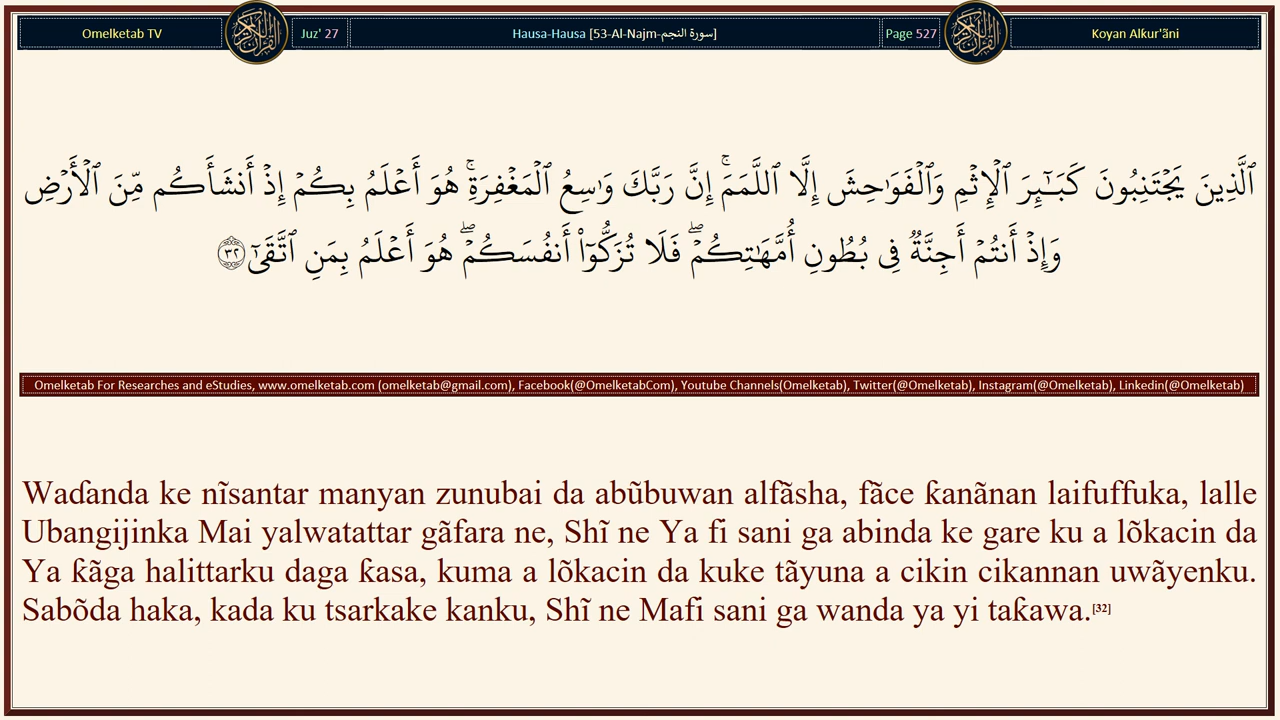 Omelketab TV
Juz' 27
Hausa-Hausa [53-Al-Najm-سورة النجم]
Page 527
Koyan Alƙur'ãni
ٱلَّذِينَ يَجۡتَنِبُونَ كَبَـٰٓئِرَ ٱلۡإِثۡمِ وَٱلۡفَوَٰحِشَ إِلَّا ٱللَّمَمَۚ إِنَّ رَبَّكَ وَٰسِعُ ٱلۡمَغۡفِرَةِۚ هُوَ أَعۡلَمُ بِكُمۡ إِذۡ أَنشَأَكُم مِّنَ ٱلۡأَرۡضِ
وَإِذۡ أَنتُمۡ أَجِنَّةٞ فِي بُطُونِ أُمَّهَٰتِكُمۡۖ فَلَا تُزَكُّوٓاْ أَنفُسَكُمۡۖ هُوَ أَعۡلَمُ بِمَنِ ٱتَّقَىٰٓ ٣٢
Omelketab For Researches and eStudies, www.omelketab.com (omelketab@gmail.com), Facebook(@OmelketabCom), Youtube Channels(Omelketab), Twitter(@Omelketab), Instagram(@Omelketab), Linkedin(@Omelketab)
Waɗanda ke nĩsantar manyan zunubai da abũbuwan alfãsha, fãce ƙanãnan laifuffuka, lalle
Ubangijinka Mai yalwatattar gãfara ne, Shĩ ne Ya fi sani ga abinda ke gare ku a lõkacin da
Ya ƙãga halittarku daga ƙasa, kuma a lõkacin da kuke tãyuna a cikin cikannan uwãyenku.
Sabõda haka, kada ku tsarkake kanku, Shĩ ne Mafi sani ga wanda ya yi taƙawa.[32]